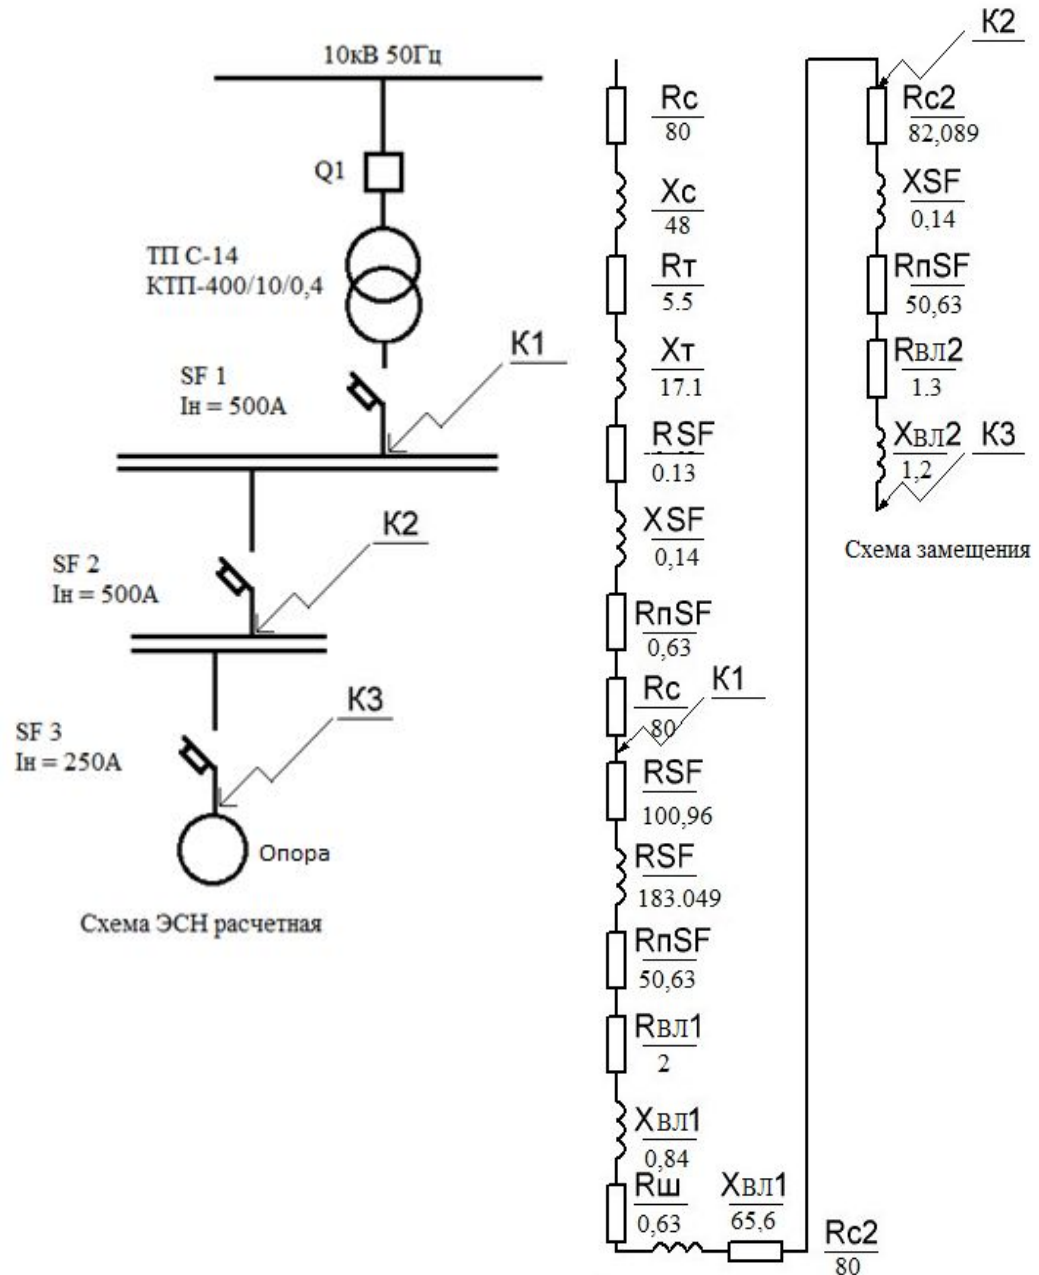 10кВ 50Гц
Q1
ТП С-14
КТП-400/10/0,4
SF 1
Iн = 500А
К1
SF 2
Iн = 500А
К2
SF 3
Iн = 250А
К3
Опора
Схема ЭСН расчетная
Rc
80
Xc
48
Rт
5.5
Xт
17.1
RSF
0.13
XSF
0,14
RпSF
0,63
Rc
80
К1
RSF
100,96
RSF
183.049
RпSF
50,63
Rвл1
2
Xвл1
0,84
Rш
0,63
Xвл1
65,6
Rc2
80
К2
Rc2
82,089
XSF
0,14
RпSF
50,63
Rвл2
1.3
Xвл2
1,2
К3
Схема замещения